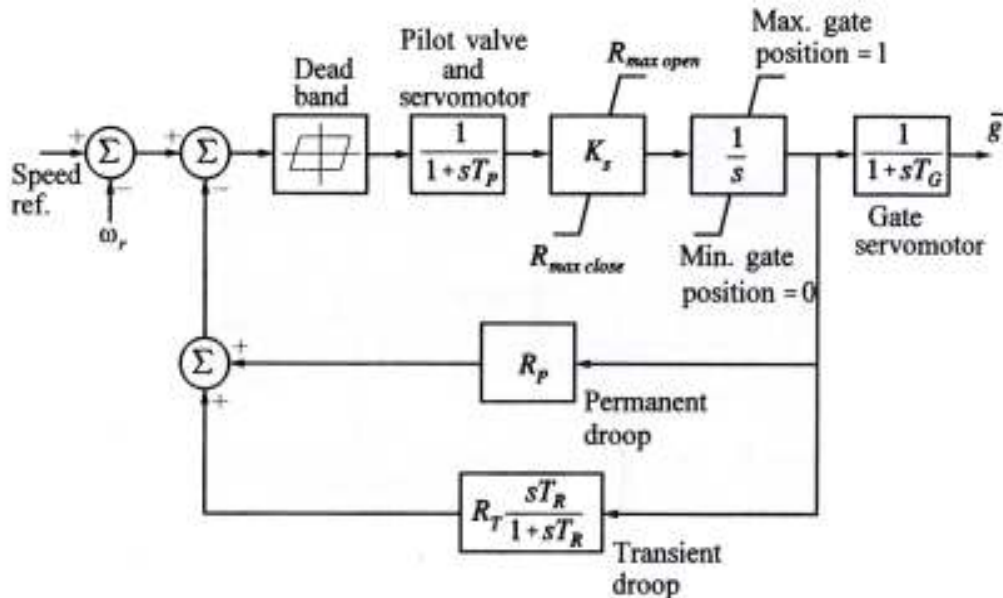 Max. gate
position = 1
Pilot valve
and
servomotor
R_max open
Dead
band
Σ
Σ
1
1+sT_P
K_s
1
s
1
1+sT_G
g̅
+
−
+
−
Speed
ref.
ω_r
R_max close
Min. gate
position = 0
Gate
servomotor
Σ
+
+
R_P
Permanent
droop
R_T sT_R
1+sT_R
Transient
droop